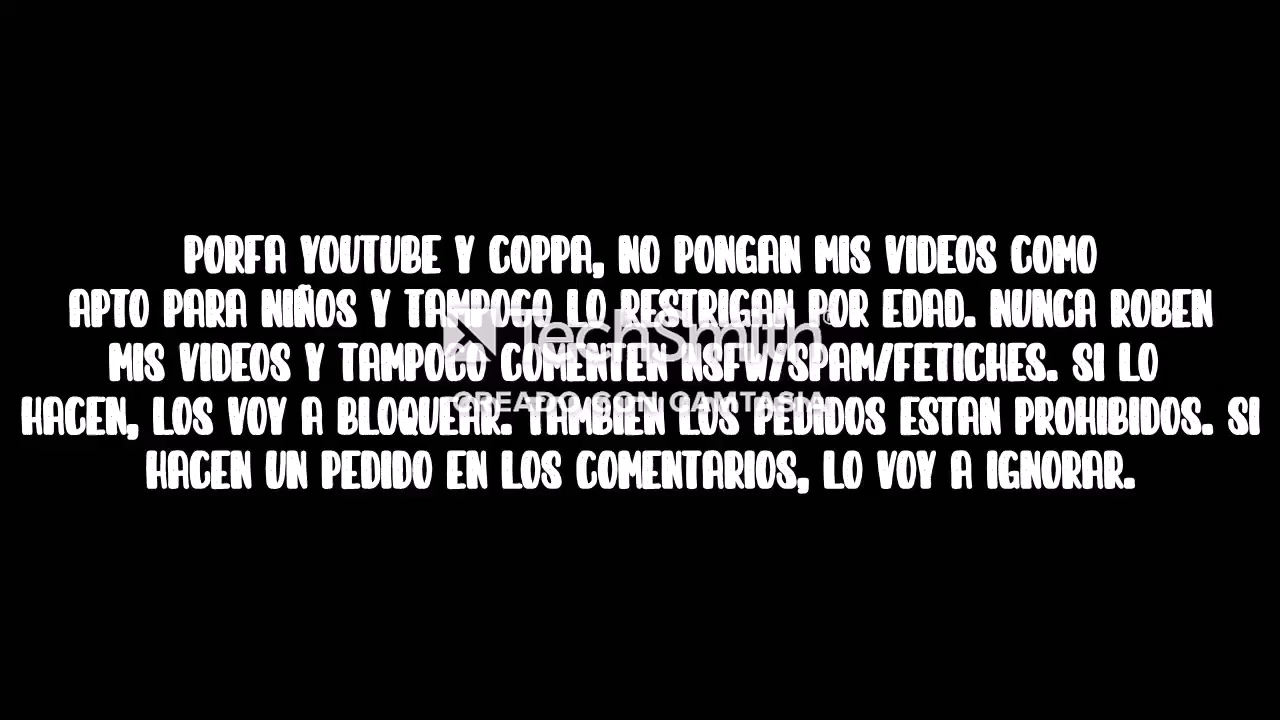 PORFA YOUTUBE Y COPPA, NO PONGAN MIS VIDEOS COMO
APTO PARA NIÑOS Y TAMPOCO LO RESTRIGAN POR EDAD. NUNCA ROBEN
MIS VIDEOS Y TAMPOCO COMENTEN NSFW/SPAM/FETICHES. SI LO
HACEN, LOS VOY A BLOQUEAR. TAMBIEN LOS PEDIDOS ESTAN PROHIBIDOS. SI
HACEN UN PEDIDO EN LOS COMENTARIOS, LO VOY A IGNORAR.
TechSmith®
CREADO CON CAMTASIA